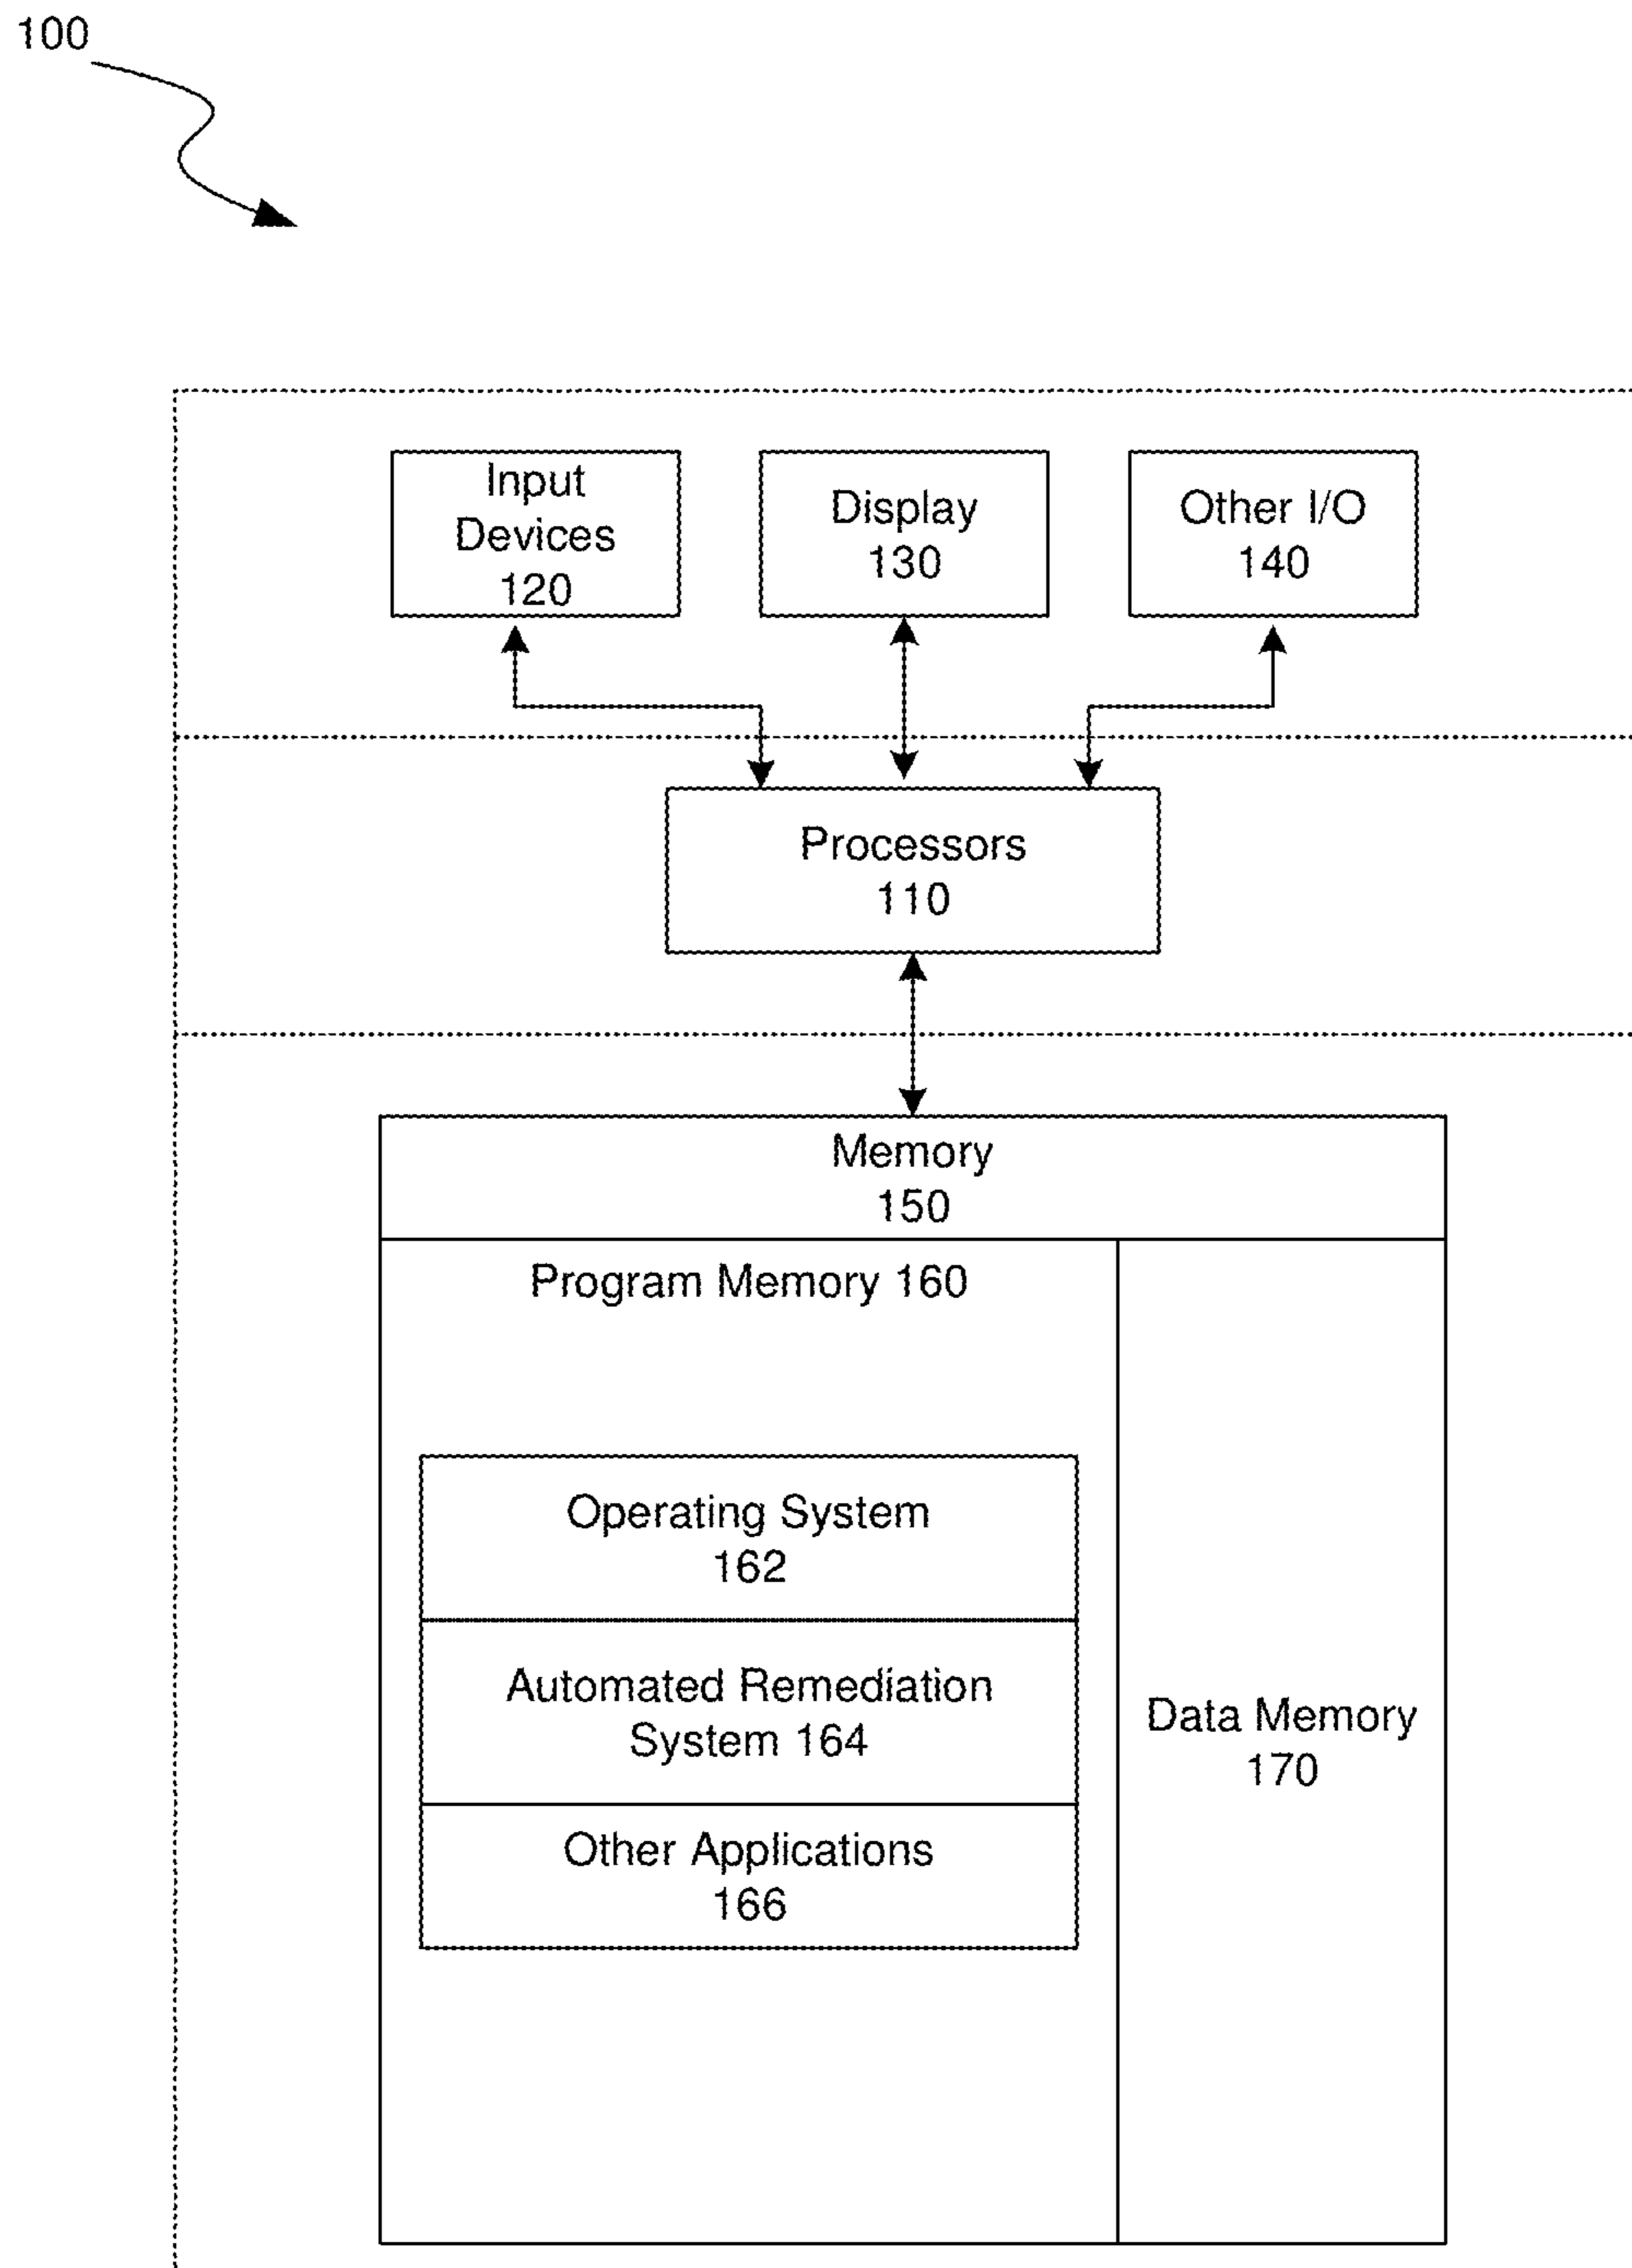 100
Input
Devices
120
Display
130
Other I/O
140
Processors
110
Memory
150
Program Memory 160
Operating System
162
Automated Remediation
System 164
Other Applications
166
Data Memory
170